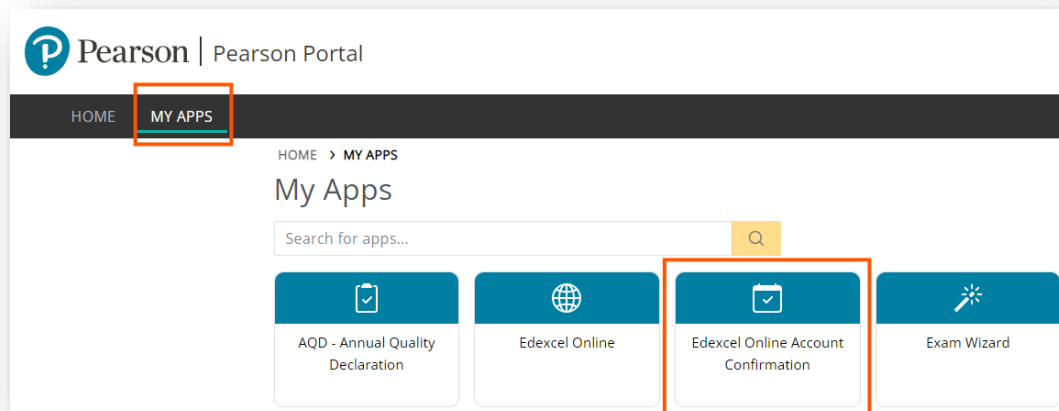 Pearson | Pearson Portal
HOME MY APPS
HOME > MY APPS
My Apps
Search for apps...
AQD - Annual Quality
Declaration
Edexcel Online
Edexcel Online Account
Confirmation
Exam Wizard